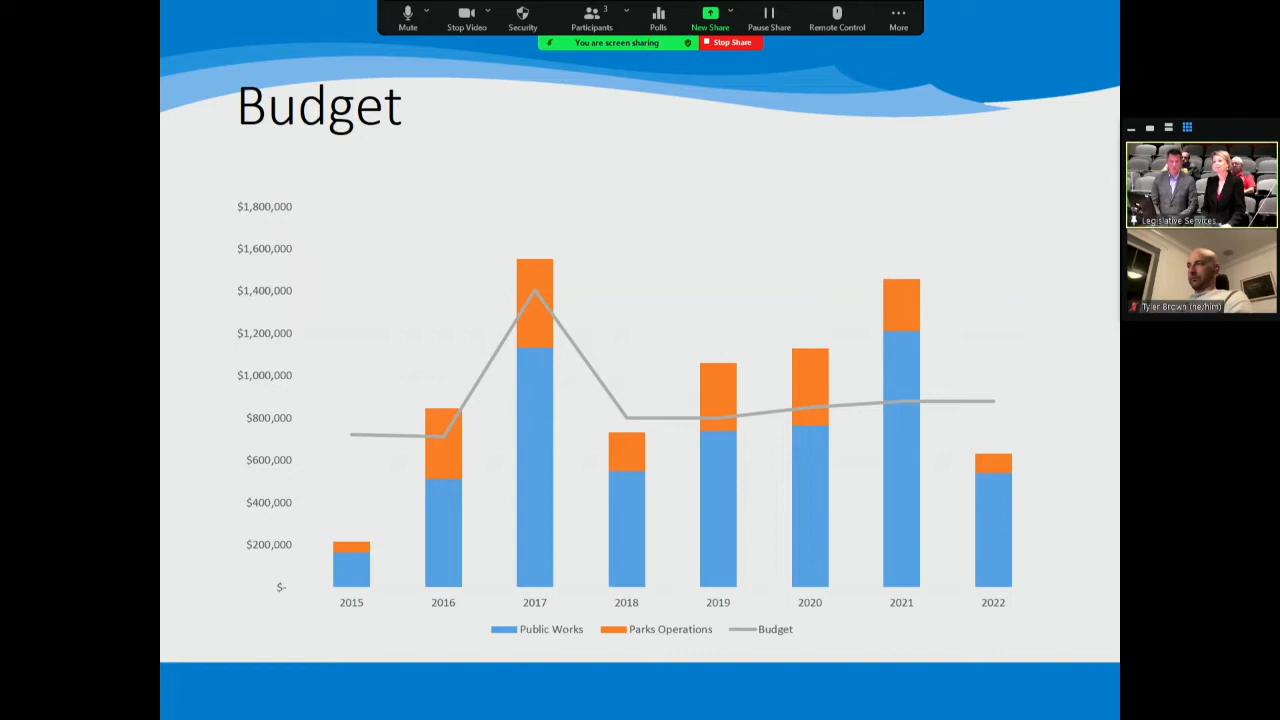 3
Mute Stop Video Security Participants Polls New Share Pause Share Remote Control More
You are screen sharing Stop Share
Budget
$1,800,000
$1,600,000
$1,400,000
$1,200,000
$1,000,000
$800,000
$600,000
$400,000
$200,000
$-
2015 2016 2017 2018 2019 2020 2021 2022
Public Works Parks Operations Budget
Legislative Services
Tyler Brown (he/him)